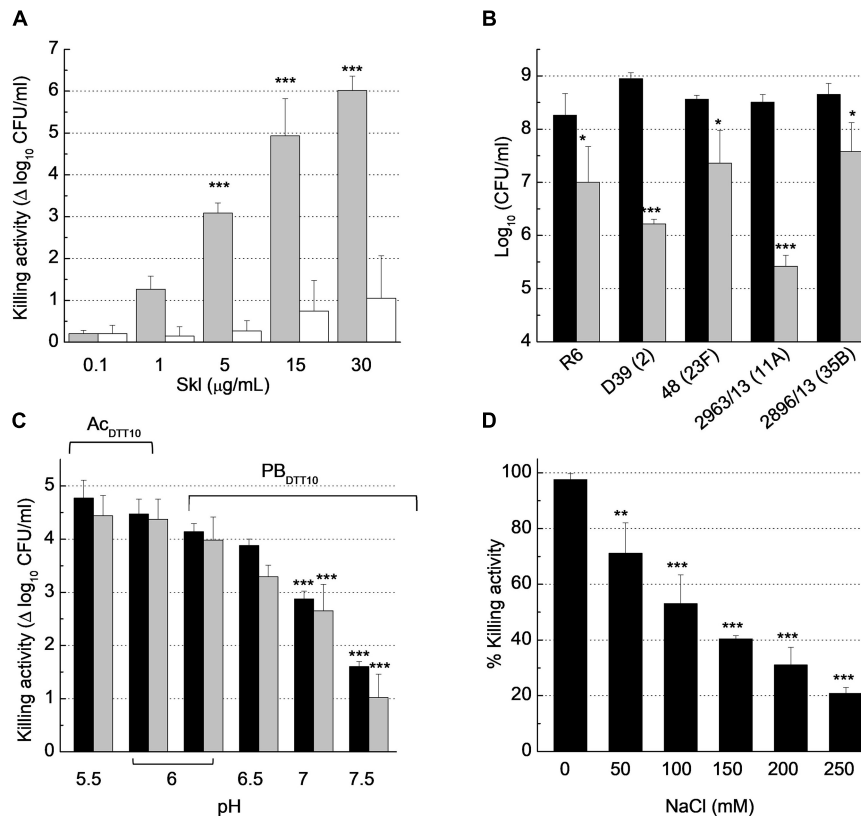 A
Killing activity (Δ log10 CFU/ml)
7
6
5
4
3
2
1
0
***
***
***
0.1 1 5 15 30
Skl (μg/mL)
B
Log10 (CFU/ml)
9
8
7
6
5
4
*
***
*
***
*
R6
D39 (2)
48 (23F)
2963/13 (11A)
2896/13 (35B)
C
AcDTT10
PBDTT10
Killing activity (Δ log10 CFU/ml)
5
4
3
2
1
0
*** ***
*** ***
5.5 6 6.5 7 7.5
pH
D
% Killing activity
100
80
60
40
20
0
**
***
***
***
***
0 50 100 150 200 250
NaCl (mM)